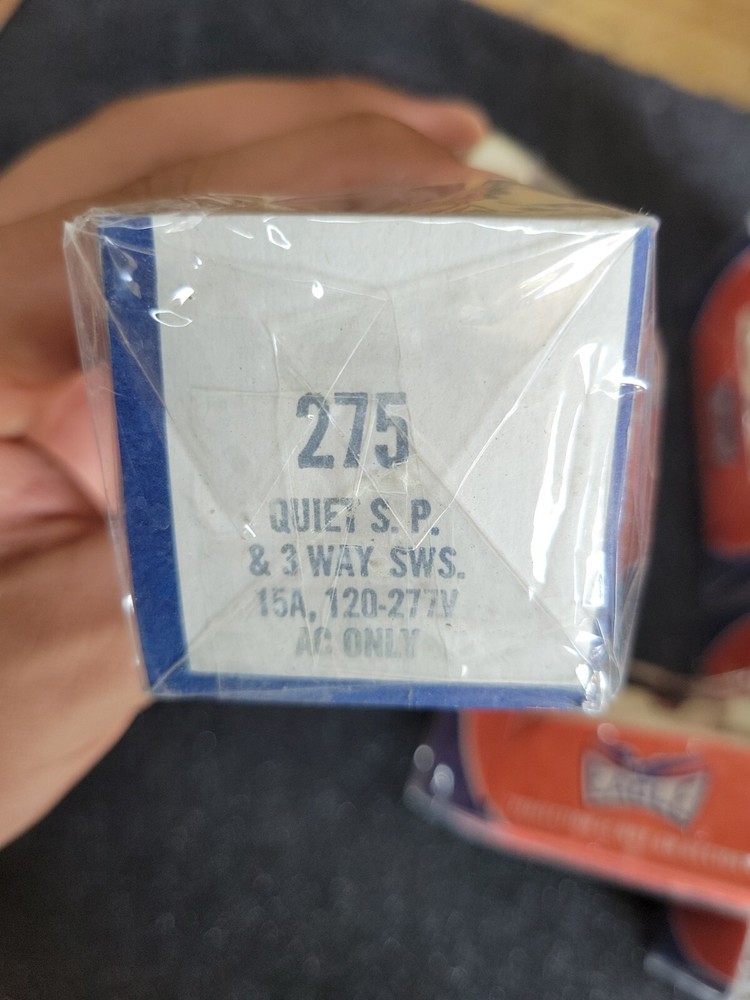 275
QUIET S. P.
& 3 WAY SWS.
15A, 120-277V
AC ONLY
EAGLE